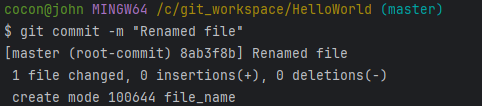 cocon@john MINGW64 /c/git_workspace/HelloWorld (master)
$ git commit -m "Renamed file"
[master (root-commit) 8ab3f8b] Renamed file
 1 file changed, 0 insertions(+), 0 deletions(-)
 create mode 100644 file_name